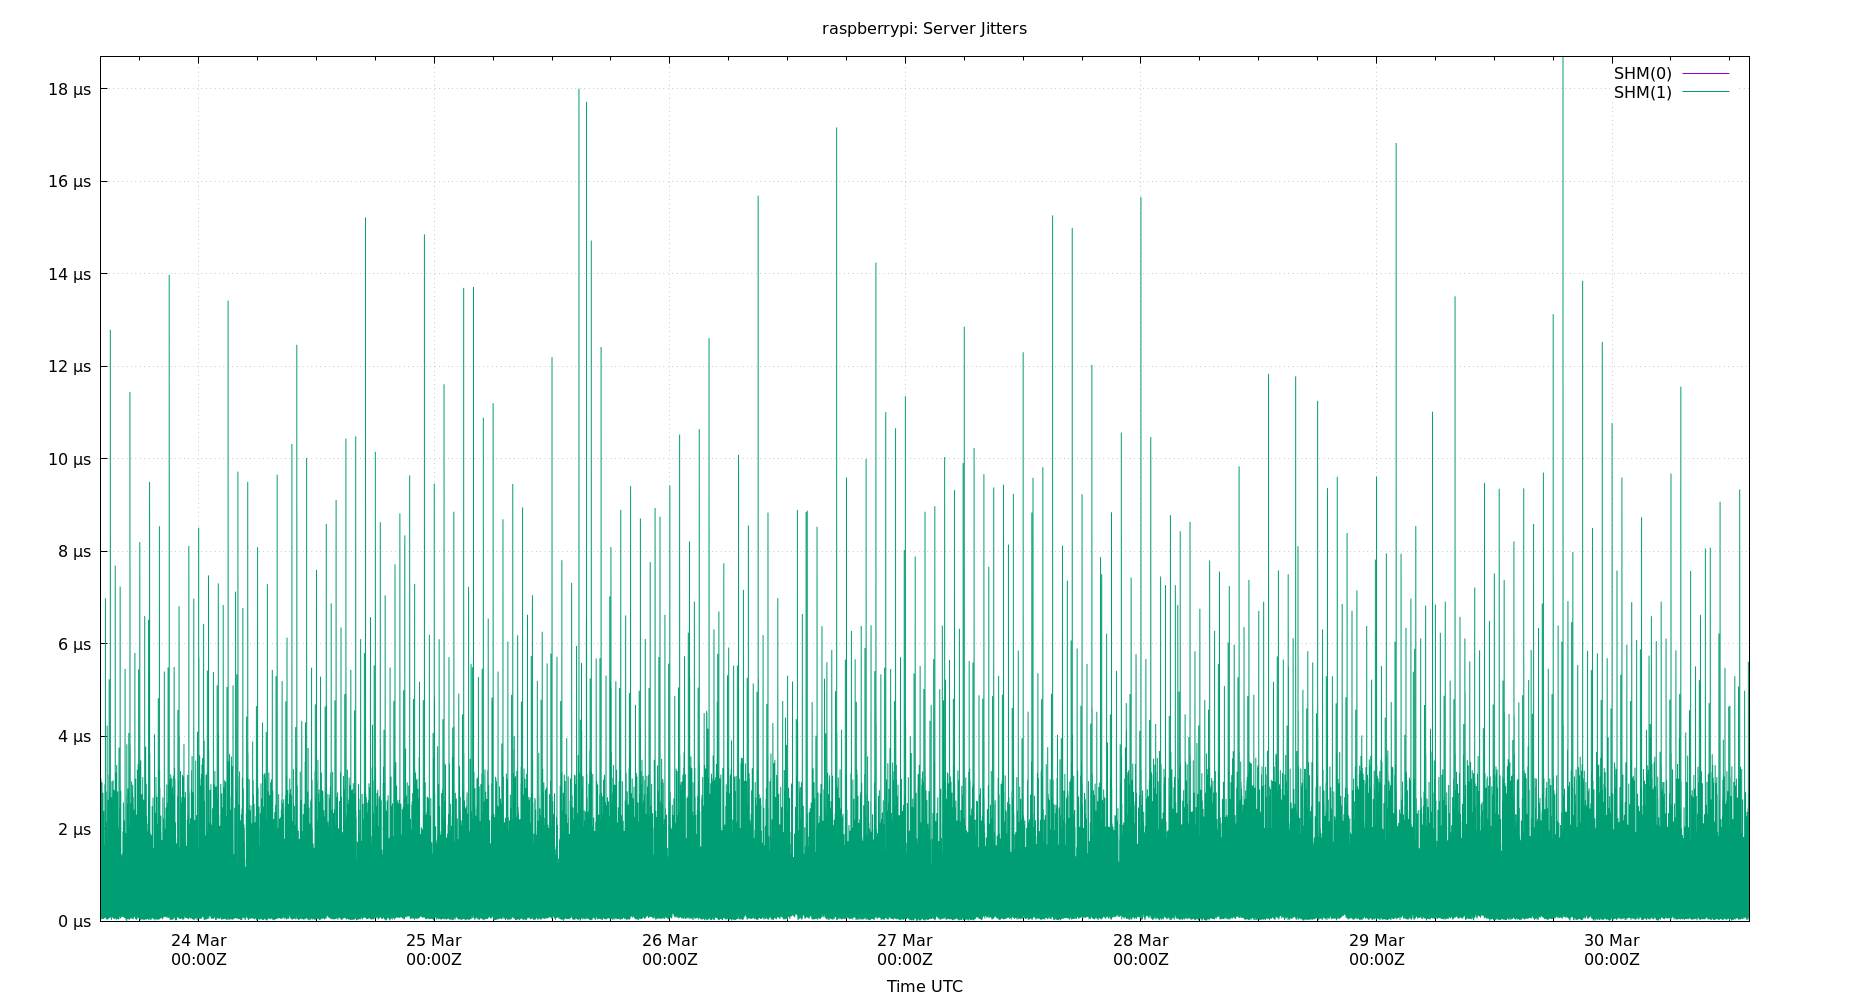 raspberrypi: Server Jitters
SHM(0)
SHM(1)
18 µs
16 µs
14 µs
12 µs
10 µs
8 µs
6 µs
4 µs
2 µs
0 µs
24 Mar 25 Mar 26 Mar 27 Mar 28 Mar 29 Mar 30 Mar
00:00Z 00:00Z 00:00Z 00:00Z 00:00Z 00:00Z 00:00Z
Time UTC